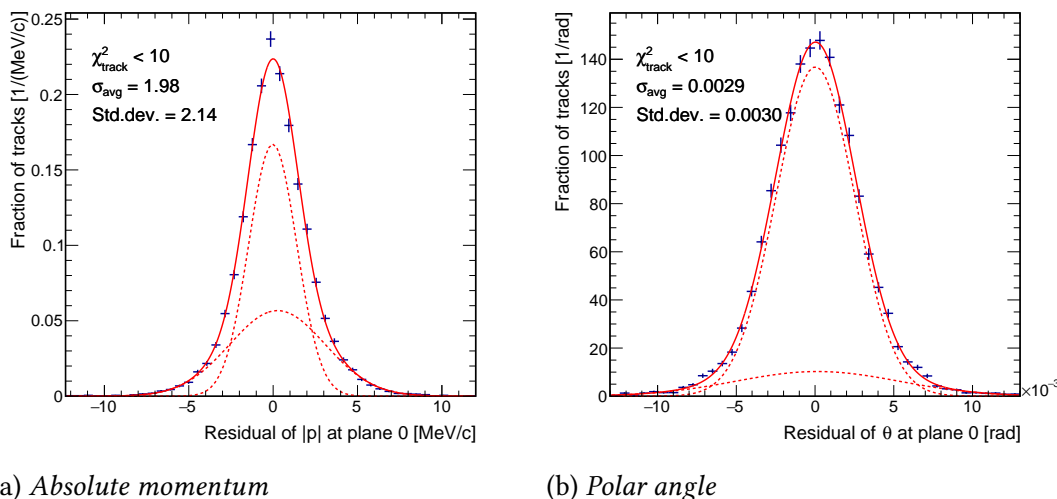 Fraction of tracks [1/(MeV/c)]
0.25
0.2
0.15
0.1
0.05
0
χ²track < 10
σavg = 1.98
Std.dev. = 2.14
−10 −5 0 5 10
Residual of |p| at plane 0 [MeV/c]
a) Absolute momentum
Fraction of tracks [1/rad]
140
120
100
80
60
40
20
0
χ²track < 10
σavg = 0.0029
Std.dev. = 0.0030
−10 −5 0 5 10
×10⁻³
Residual of θ at plane 0 [rad]
(b) Polar angle